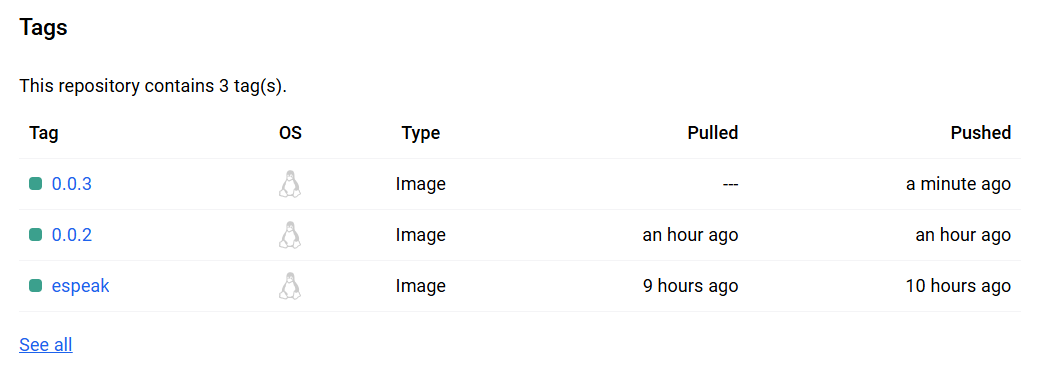 Tags
This repository contains 3 tag(s).
Tag OS Type Pulled Pushed
0.0.3 Image --- a minute ago
0.0.2 Image an hour ago an hour ago
espeak Image 9 hours ago 10 hours ago
See all